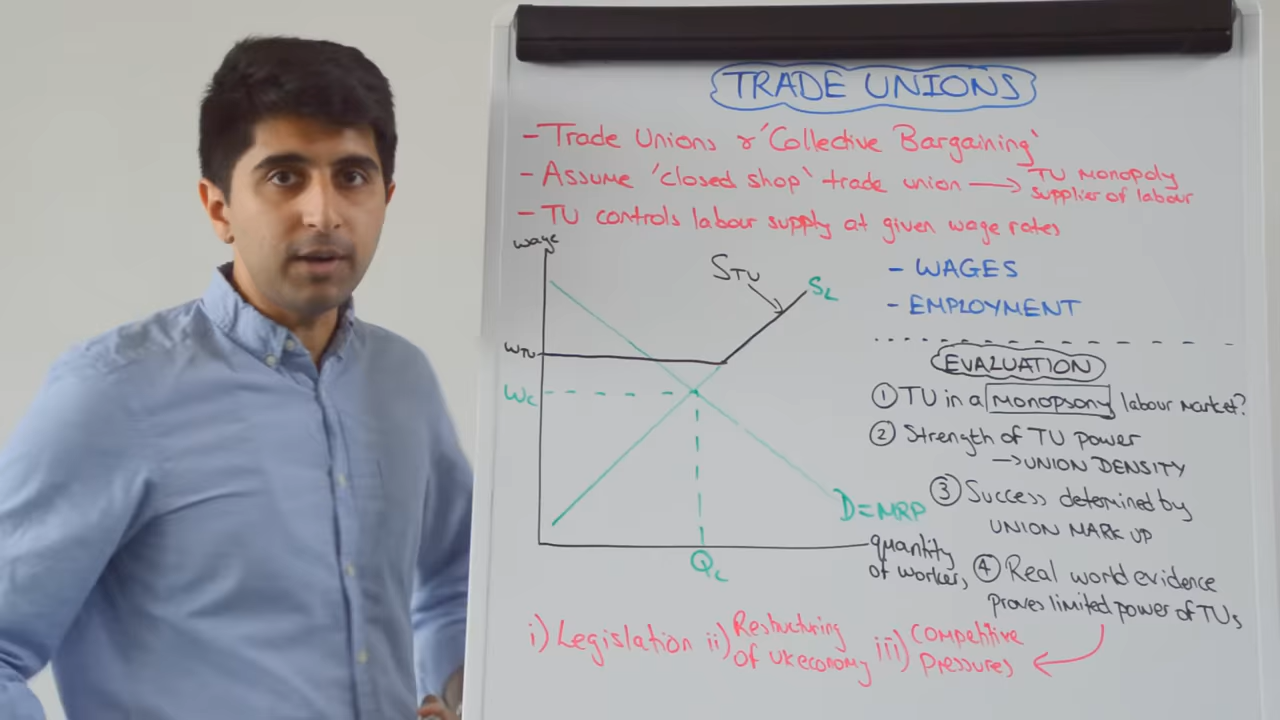 TRADE UNIONS
- Trade Unions & 'Collective Bargaining'
- Assume 'closed shop' trade union → TU MONOPOLY
supplier of labour
- TU controls labour supply at given wage rates
wage
STU
SL
- WAGES
- EMPLOYMENT
WTU
WC
D=MRP
QC
quantity
of workers
EVALUATION
① TU in a monopsony labour market?
② Strength of TU power
→ UNION DENSITY
③ Success determined by
UNION MARK UP
④ Real world evidence
proves limited power of TUs
i) Legislation ii) Restructuring
of UK economy iii) Competitive
pressures